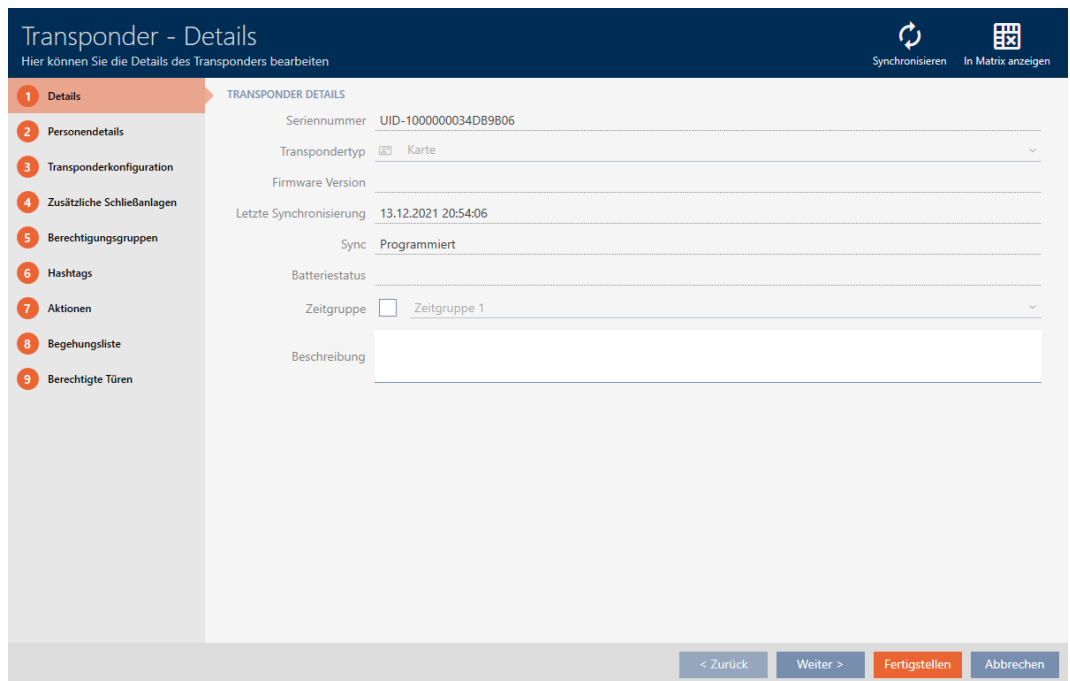 Transponder - Details
Hier können Sie die Details des Transponders bearbeiten
Synchronisieren
In Matrix anzeigen
1 Details
2 Personendetails
3 Transponderkonfiguration
4 Zusätzliche Schließanlagen
5 Berechtigungsgruppen
6 Hashtags
7 Aktionen
8 Begehungsliste
9 Berechtigte Türen
TRANSPONDER DETAILS
Seriennummer UID-1000000034DB9B06
Transpondertyp Karte
Firmware Version
Letzte Synchronisierung 13.12.2021 20:54:06
Sync Programmiert
Batteriestatus
Zeitgruppe Zeitgruppe 1
Beschreibung
< Zurück Weiter > Fertigstellen Abbrechen